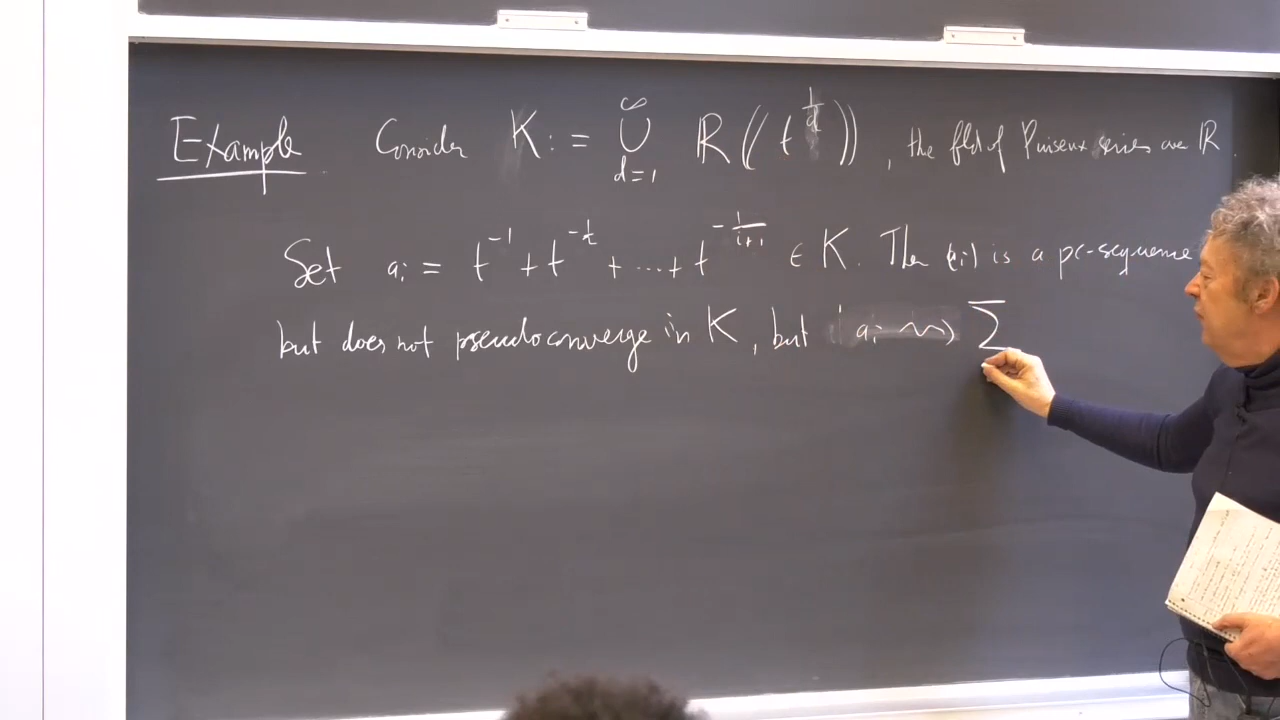 Example Consider K := ∞ ⋃ d=1 ℝ((t^{1/d})), the fld of Puiseux series over ℝ.
Set a_i = t^{-1} + t^{-1/2} + ... + t^{-1/(i+1)} ∈ K. Then (a_i) is a pc-sequence
but does not pseudoconverge in K, but a_i ⇝ ∑